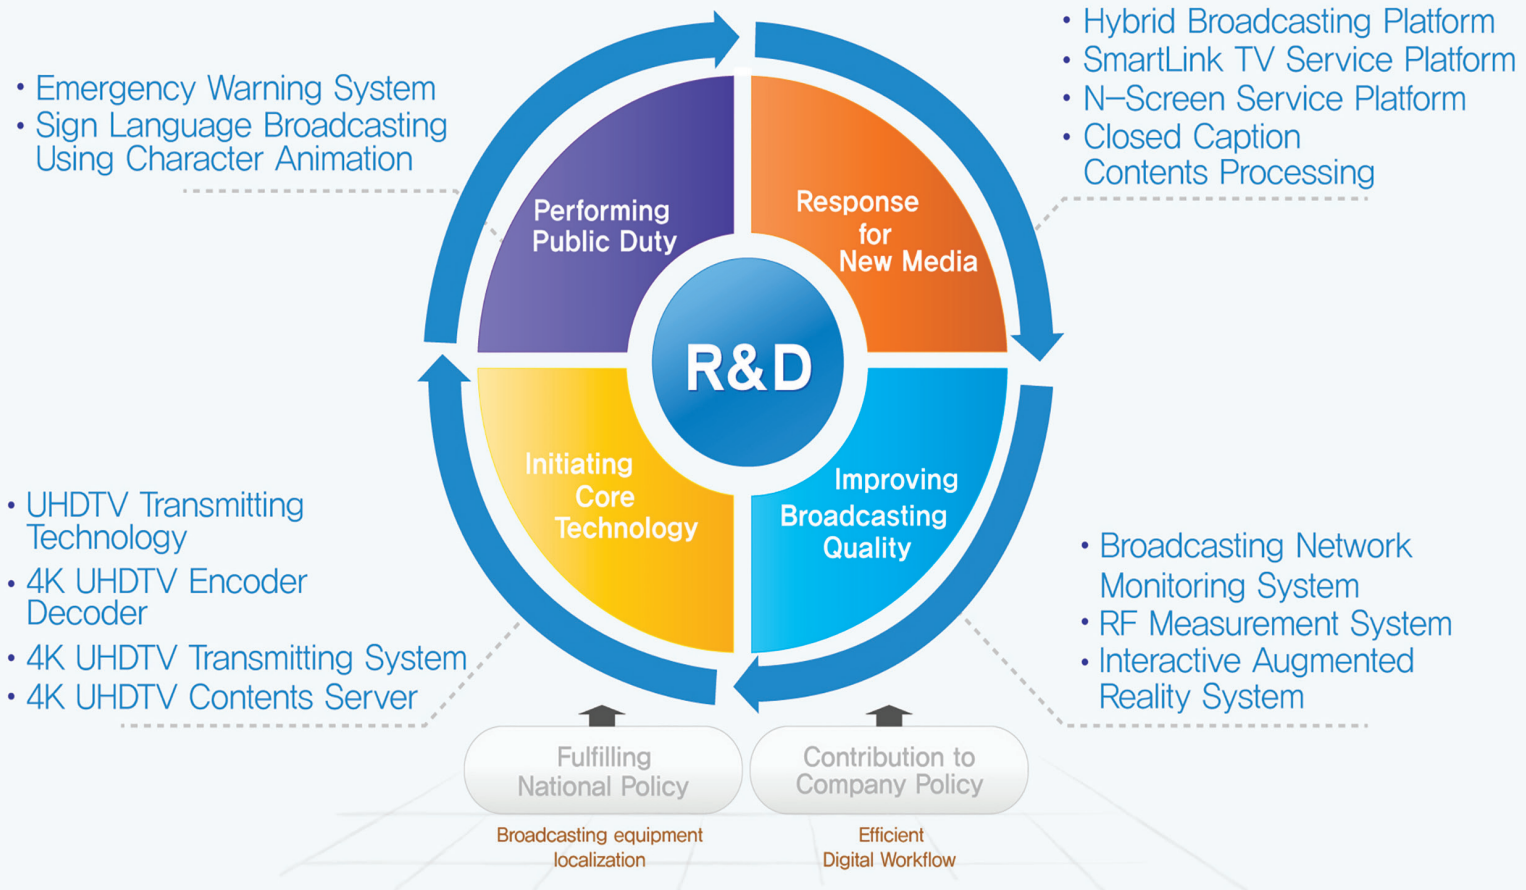 • Emergency Warning System
• Sign Language Broadcasting
Using Character Animation
• Hybrid Broadcasting Platform
• SmartLink TV Service Platform
• N–Screen Service Platform
• Closed Caption
Contents Processing
Performing
Public Duty
Response
for
New Media
R&D
Initiating
Core
Technology
Improving
Broadcasting
Quality
• UHDTV Transmitting
Technology
• 4K UHDTV Encoder
Decoder
• 4K UHDTV Transmitting System
• 4K UHDTV Contents Server
• Broadcasting Network
Monitoring System
• RF Measurement System
• Interactive Augmented
Reality System
Fulfilling
National Policy
Contribution to
Company Policy
Broadcasting equipment
localization
Efficient
Digital Workflow